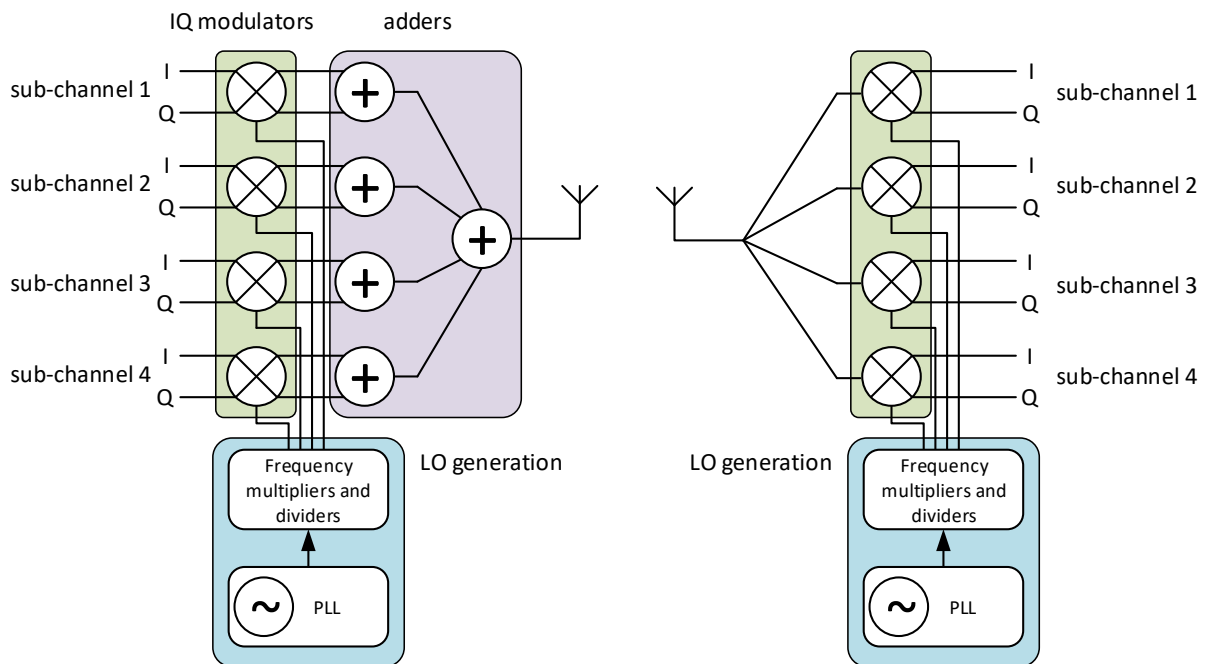 IQ modulators
adders
sub-channel 1
I
Q
sub-channel 2
I
Q
sub-channel 3
I
Q
sub-channel 4
I
Q
LO generation
Frequency
multipliers and
dividers
~ PLL
I
Q
sub-channel 1
I
Q
sub-channel 2
I
Q
sub-channel 3
I
Q
sub-channel 4
LO generation
Frequency
multipliers and
dividers
~ PLL